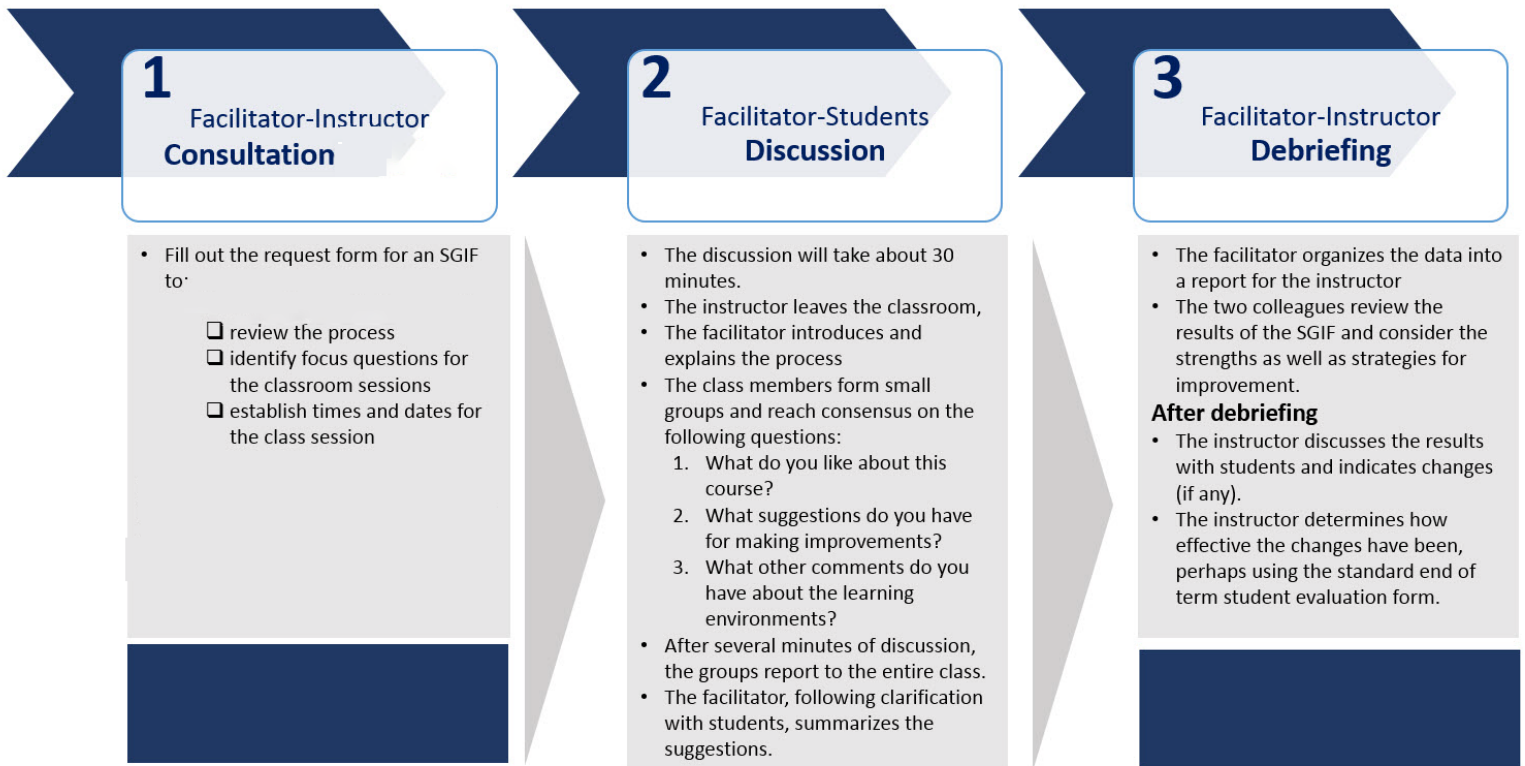 1
Facilitator-Instructor
Consultation
• Fill out the request form for an SGIF
to:
❑ review the process
❑ identify focus questions for
the classroom sessions
❑ establish times and dates for
the class session
2
Facilitator-Students
Discussion
• The discussion will take about 30
minutes.
• The instructor leaves the classroom,
• The facilitator introduces and
explains the process
• The class members form small
groups and reach consensus on the
following questions:
1. What do you like about this
course?
2. What suggestions do you have
for making improvements?
3. What other comments do you
have about the learning
environments?
• After several minutes of discussion,
the groups report to the entire class.
• The facilitator, following clarification
with students, summarizes the
suggestions.
3
Facilitator-Instructor
Debriefing
• The facilitator organizes the data into
a report for the instructor
• The two colleagues review the
results of the SGIF and consider the
strengths as well as strategies for
improvement.
After debriefing
• The instructor discusses the results
with students and indicates changes
(if any).
• The instructor determines how
effective the changes have been,
perhaps using the standard end of
term student evaluation form.